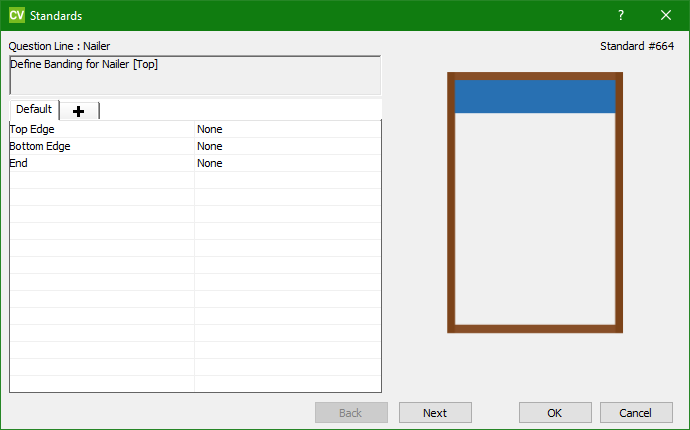 CV Standards ?
Question Line : Nailer Standard #664
Define Banding for Nailer [Top]
Default
Top Edge None
Bottom Edge None
End None
Back Next OK Cancel